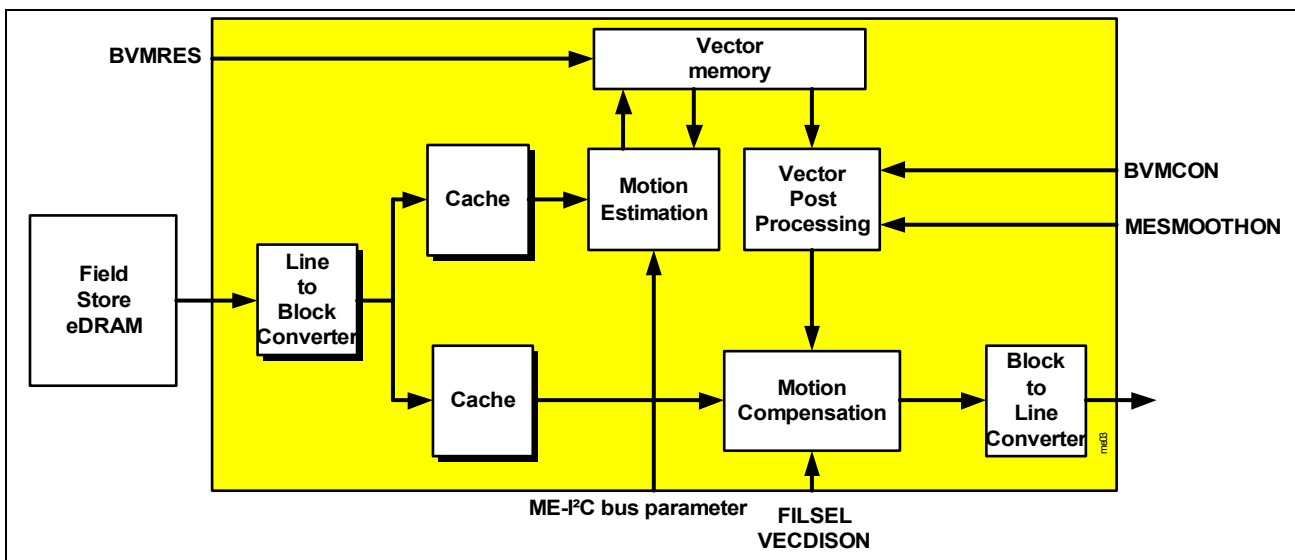 Vector
memory
BVMRES
Cache
Motion
Estimation
Vector
Post
Processing
BVMCON
MESMOOTHON
Field
Store
eDRAM
Line
to
Block
Converter
Cache
Motion
Compensation
Block
to
Line
Converter
me03
ME-I²C bus parameter
FILSEL
VECDISON